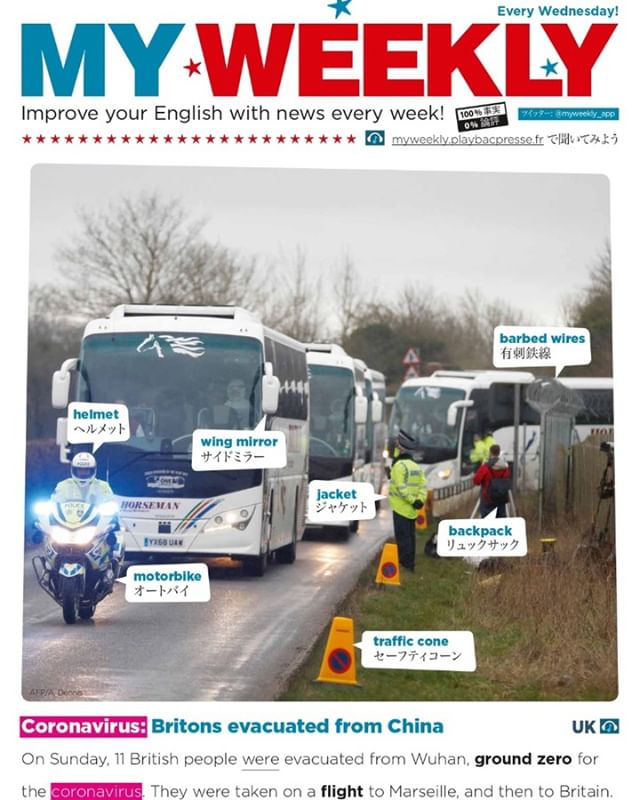 Every Wednesday!
MY WEEKLY
Improve your English with news every week!
100%事実
0% 論評
ツイッター: @myweekly_app
myweekly.playbacpresse.fr で聞いてみよう
barbed wires
有刺鉄線
helmet
ヘルメット
wing mirror
サイドミラー
POLICE
HORSEMAN
YX68 UAW
jacket
ジャケット
backpack
リュックサック
motorbike
オートバイ
traffic cone
セーフティコーン
AFP/A. Dennis
Coronavirus: Britons evacuated from China
UK
On Sunday, 11 British people were evacuated from Wuhan, ground zero for
the coronavirus. They were taken on a flight to Marseille, and then to Britain.